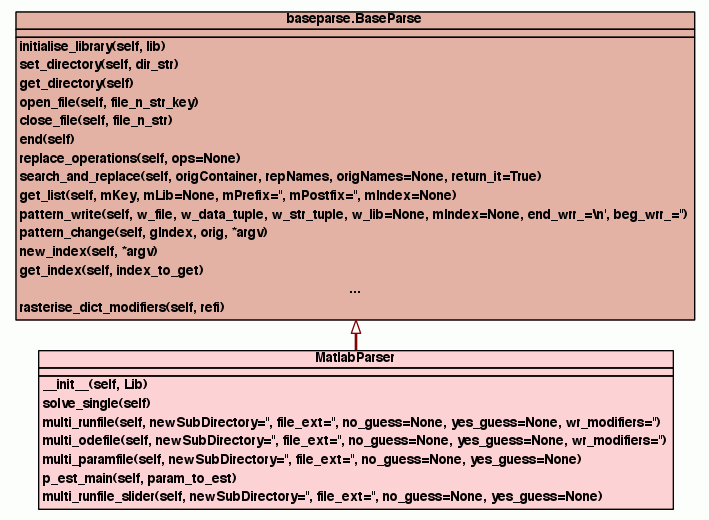 baseparse.BaseParse
initialise_library(self, lib)
set_directory(self, dir_str)
get_directory(self)
open_file(self, file_n_str_key)
close_file(self, file_n_str)
end(self)
replace_operations(self, ops=None)
search_and_replace(self, origContainer, repNames, origNames=None, return_it=True)
get_list(self, mKey, mLib=None, mPrefix='', mPostfix='', mIndex=None)
pattern_write(self, w_file, w_data_tuple, w_str_tuple, w_lib=None, mIndex=None, end_wrr_=\n', beg_wrr_='')
pattern_change(self, gIndex, orig, *argv)
new_index(self, *argv)
get_index(self, index_to_get)
...
rasterise_dict_modifiers(self, refi)
MatlabParser
__init__(self, Lib)
solve_single(self)
multi_runfile(self, newSubDirectory='', file_ext='', no_guess=None, yes_guess=None, wr_modifiers='')
multi_odefile(self, newSubDirectory='', file_ext='', no_guess=None, yes_guess=None, wr_modifiers='')
multi_paramfile(self, newSubDirectory='', file_ext='', no_guess=None, yes_guess=None)
p_est_main(self, param_to_est)
multi_runfile_slider(self, newSubDirectory='', file_ext='', no_guess=None, yes_guess=None)